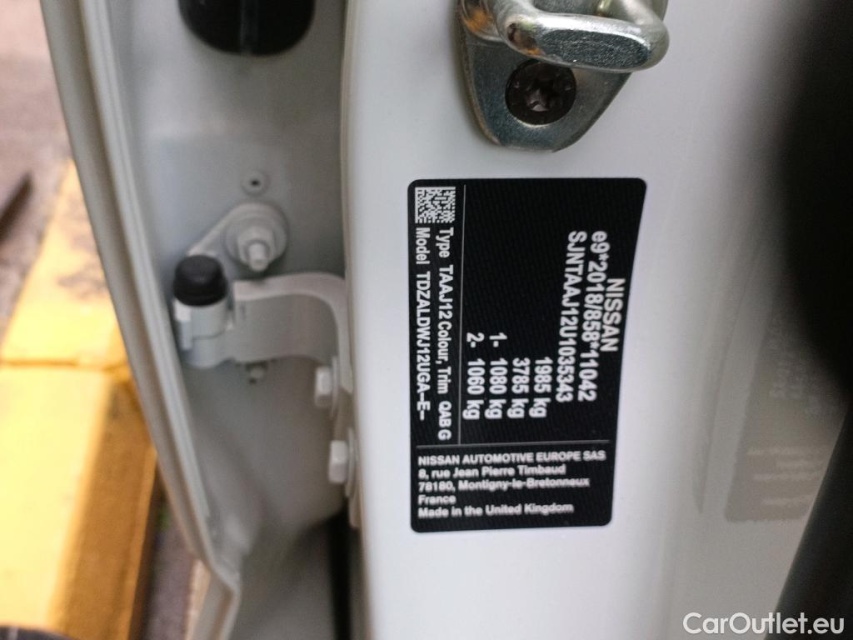 NISSAN
e9*2018/858*11042
SJNTAAJ12U1035343
1985 kg
3785 kg
1- 1080 kg
2- 1060 kg
Type TAAJ12 Colour, Trim QAB G
Model TDZALDWJ12UGA-E-
NISSAN AUTOMOTIVE EUROPE SAS
8, rue Jean Pierre Timbaud
78180, Montigny-le-Bretonneux
France
Made in the United Kingdom
CarOutlet.eu